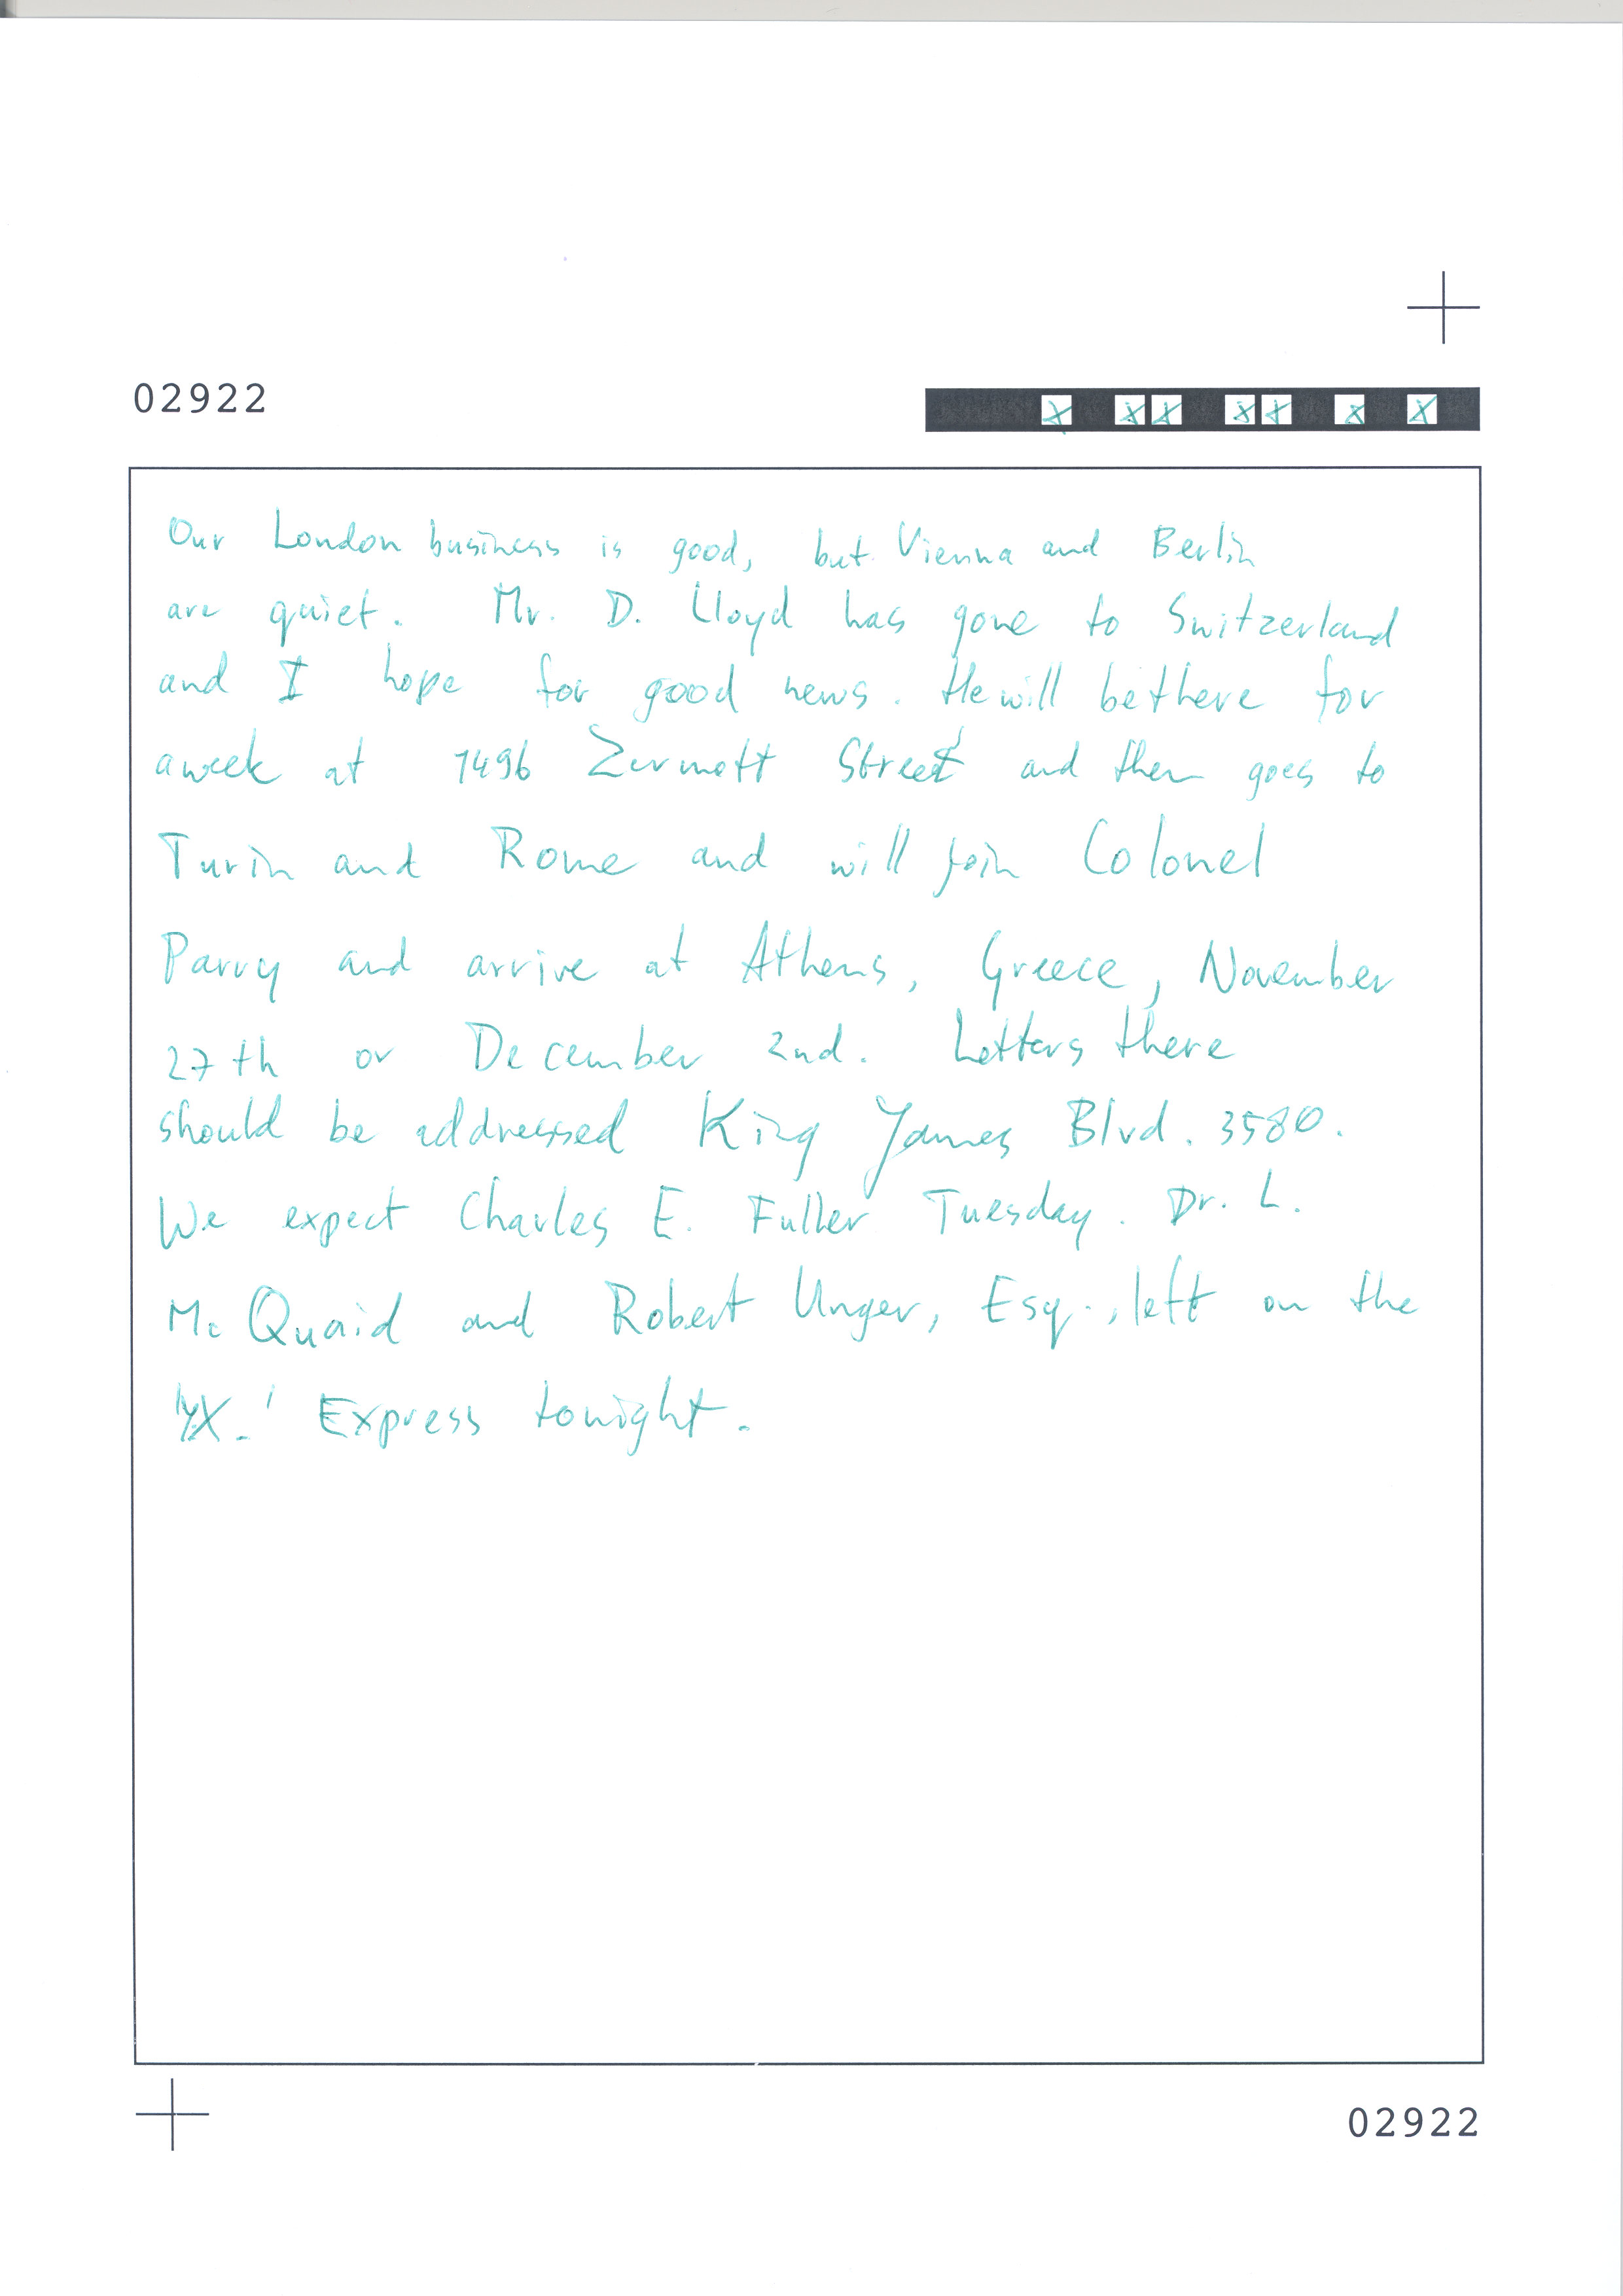 02922
Our London business is good, but Vienna and Berlin
are quiet. Mr. D. Lloyd has gone to Switzerland
and I hope for good news. He will be there for
a week at 1496 Zermott Street and then goes to
Turin and Rome and will join Colonel
Parry and arrive at Athens, Greece, November
27th or December 2nd. Letters there
should be addressed King James Blvd. 3580.
We expect Charles E. Fuller Tuesday. Dr. L.
Mc Quaid and Robert Unger, Esq., left on the
"YX." Express tonight.
02922